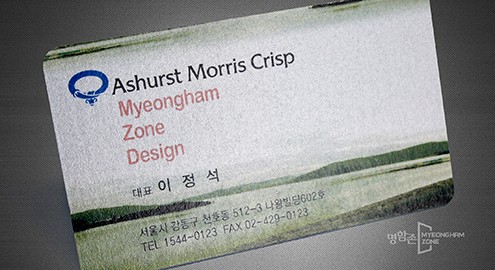 Ashurst Morris Crisp
Myeongham
Zone
Design
대표 이 정 석
서울시 강동구 천호동 512-3 나왕빌딩602호
TEL 1544-0123 FAX 02-429-0123
명함존 MYEONGHAM
ZONE